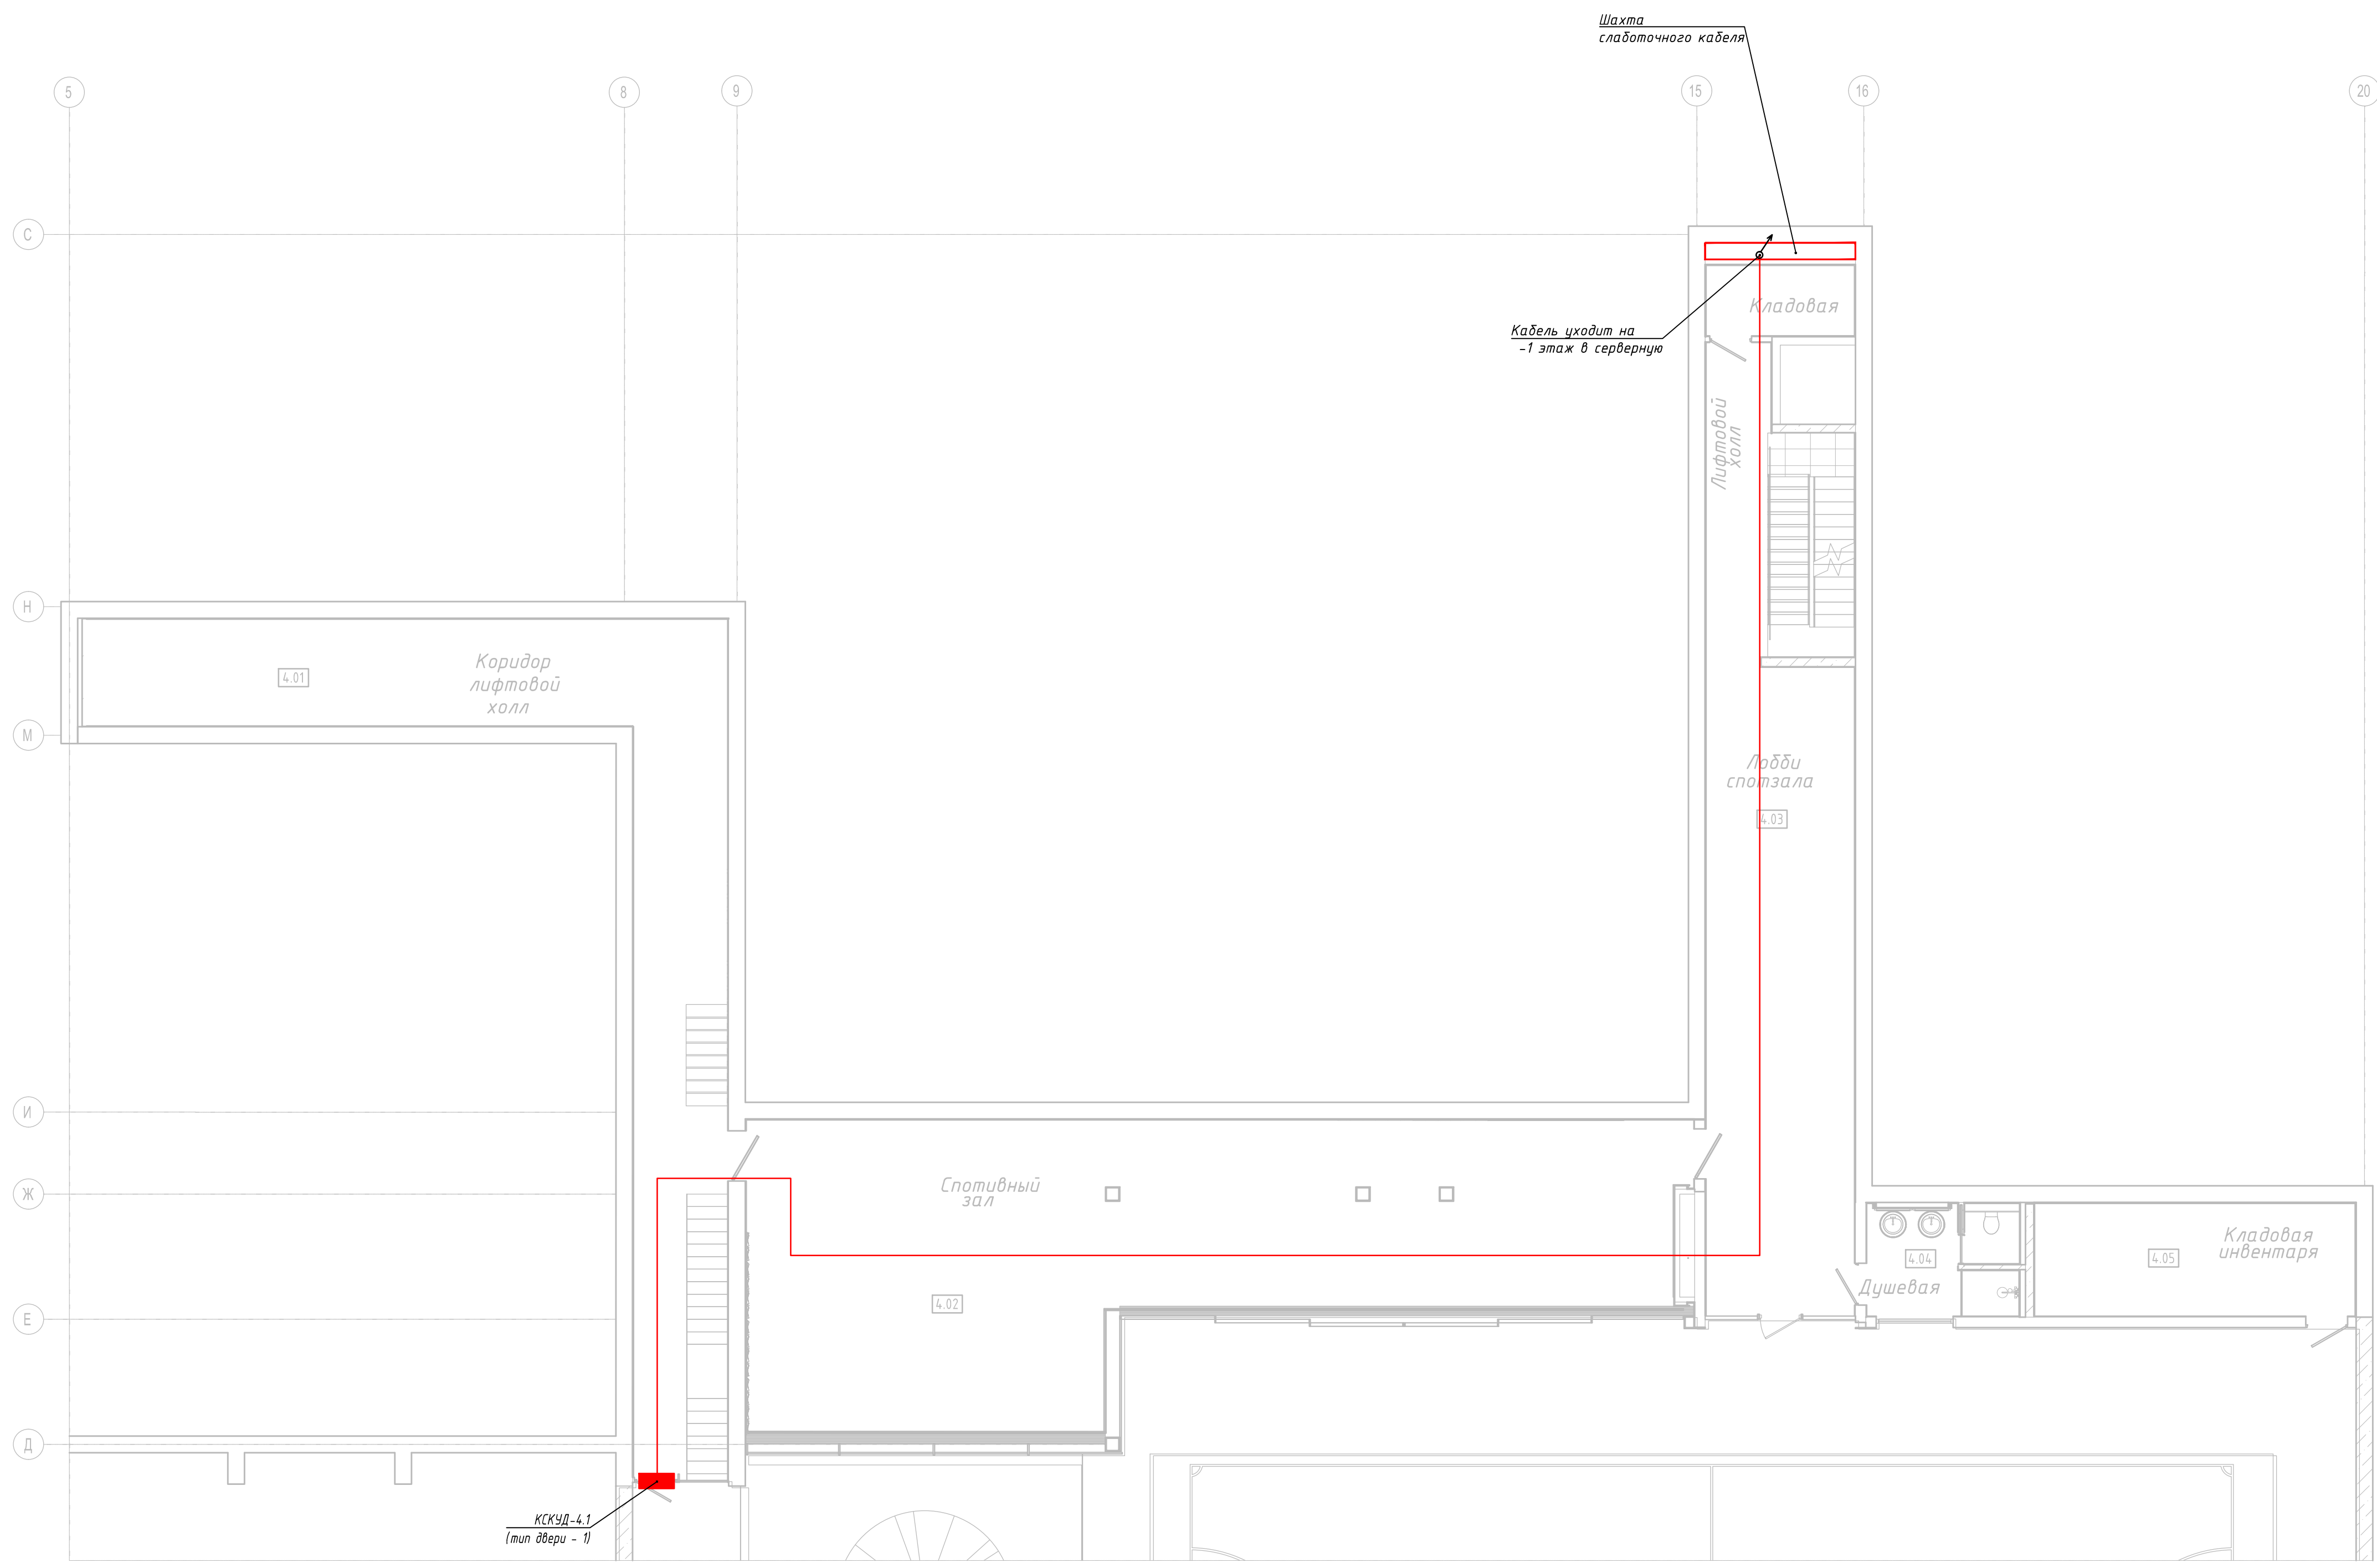 Шахта
слаботочного кабеля
5
8
9
15
16
20
С
Кладовая
Кабель уходит на
-1 этаж в серверную
Лифтовой
холл
Н
Коридор
лифтовой
холл
4.01
М
Лобби
спотзала
4.03
И
Ж
Спотивный
зал
4.02
4.04
Душевая
4.05
Кладовая
инвентаря
Е
Д
КСКУД-4.1
(тип двери - 1)